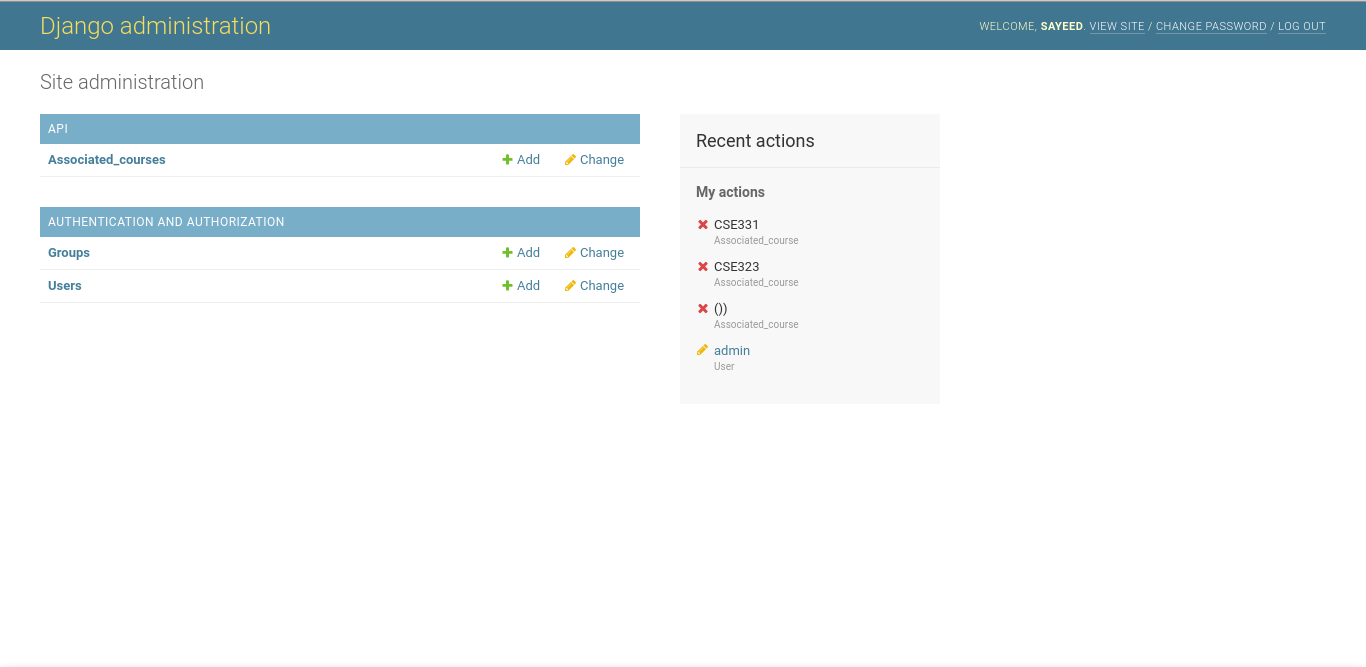 Django administration
WELCOME, SAYEED. VIEW SITE / CHANGE PASSWORD / LOG OUT
Site administration
API
Associated_courses Add Change
AUTHENTICATION AND AUTHORIZATION
Groups Add Change
Users Add Change
Recent actions
My actions
CSE331
Associated_course
CSE323
Associated_course
())
Associated_course
admin
User